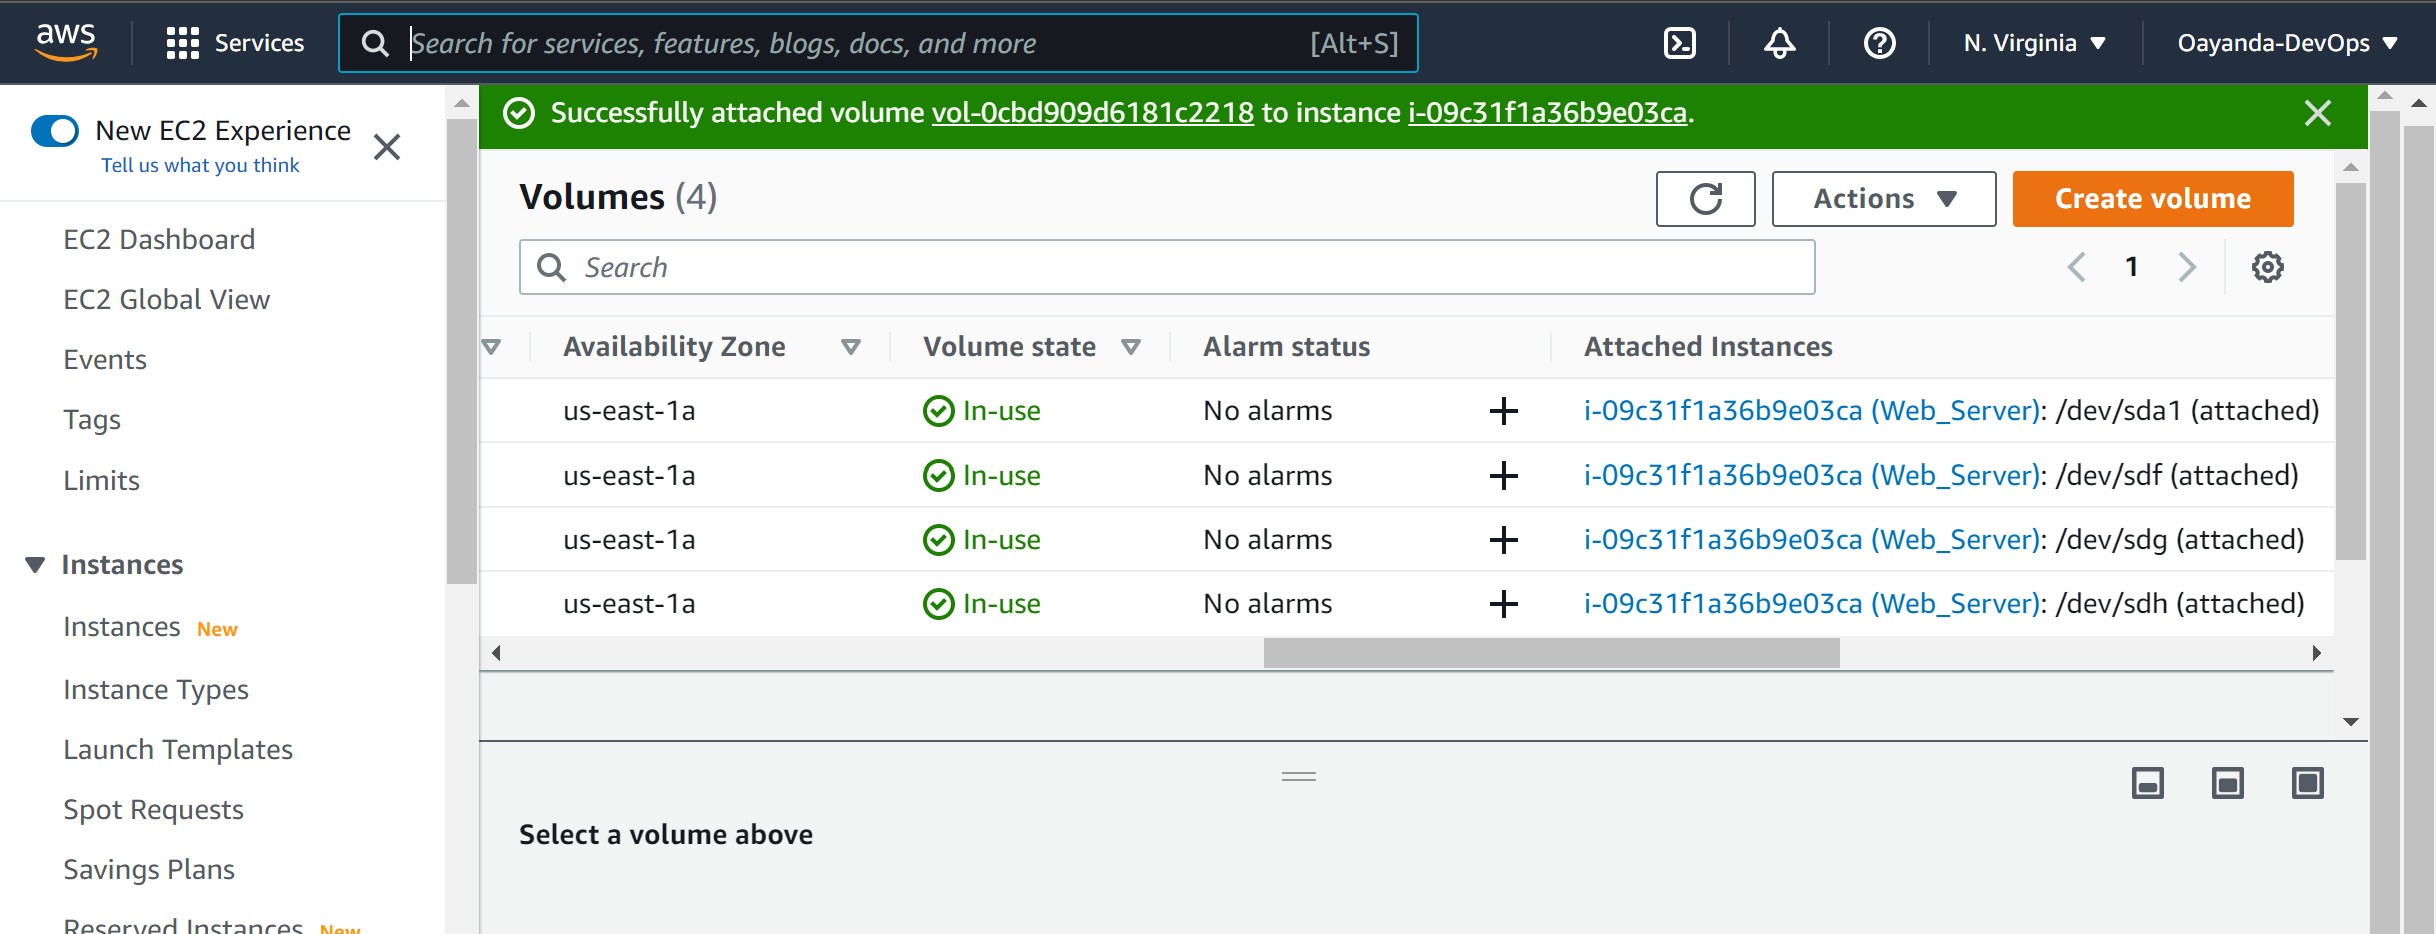 aws
Services
Search for services, features, blogs, docs, and more [Alt+S]
N. Virginia
Oayanda-DevOps
New EC2 Experience
Tell us what you think
EC2 Dashboard
EC2 Global View
Events
Tags
Limits
Instances
Instances New
Instance Types
Launch Templates
Spot Requests
Savings Plans
Reserved Instances New
Successfully attached volume vol-0cbd909d6181c2218 to instance i-09c31f1a36b9e03ca.
Volumes (4)
Actions
Create volume
Search
1
Availability Zone Volume state Alarm status Attached Instances
us-east-1a In-use No alarms + i-09c31f1a36b9e03ca (Web_Server): /dev/sda1 (attached)
us-east-1a In-use No alarms + i-09c31f1a36b9e03ca (Web_Server): /dev/sdf (attached)
us-east-1a In-use No alarms + i-09c31f1a36b9e03ca (Web_Server): /dev/sdg (attached)
us-east-1a In-use No alarms + i-09c31f1a36b9e03ca (Web_Server): /dev/sdh (attached)
Select a volume above